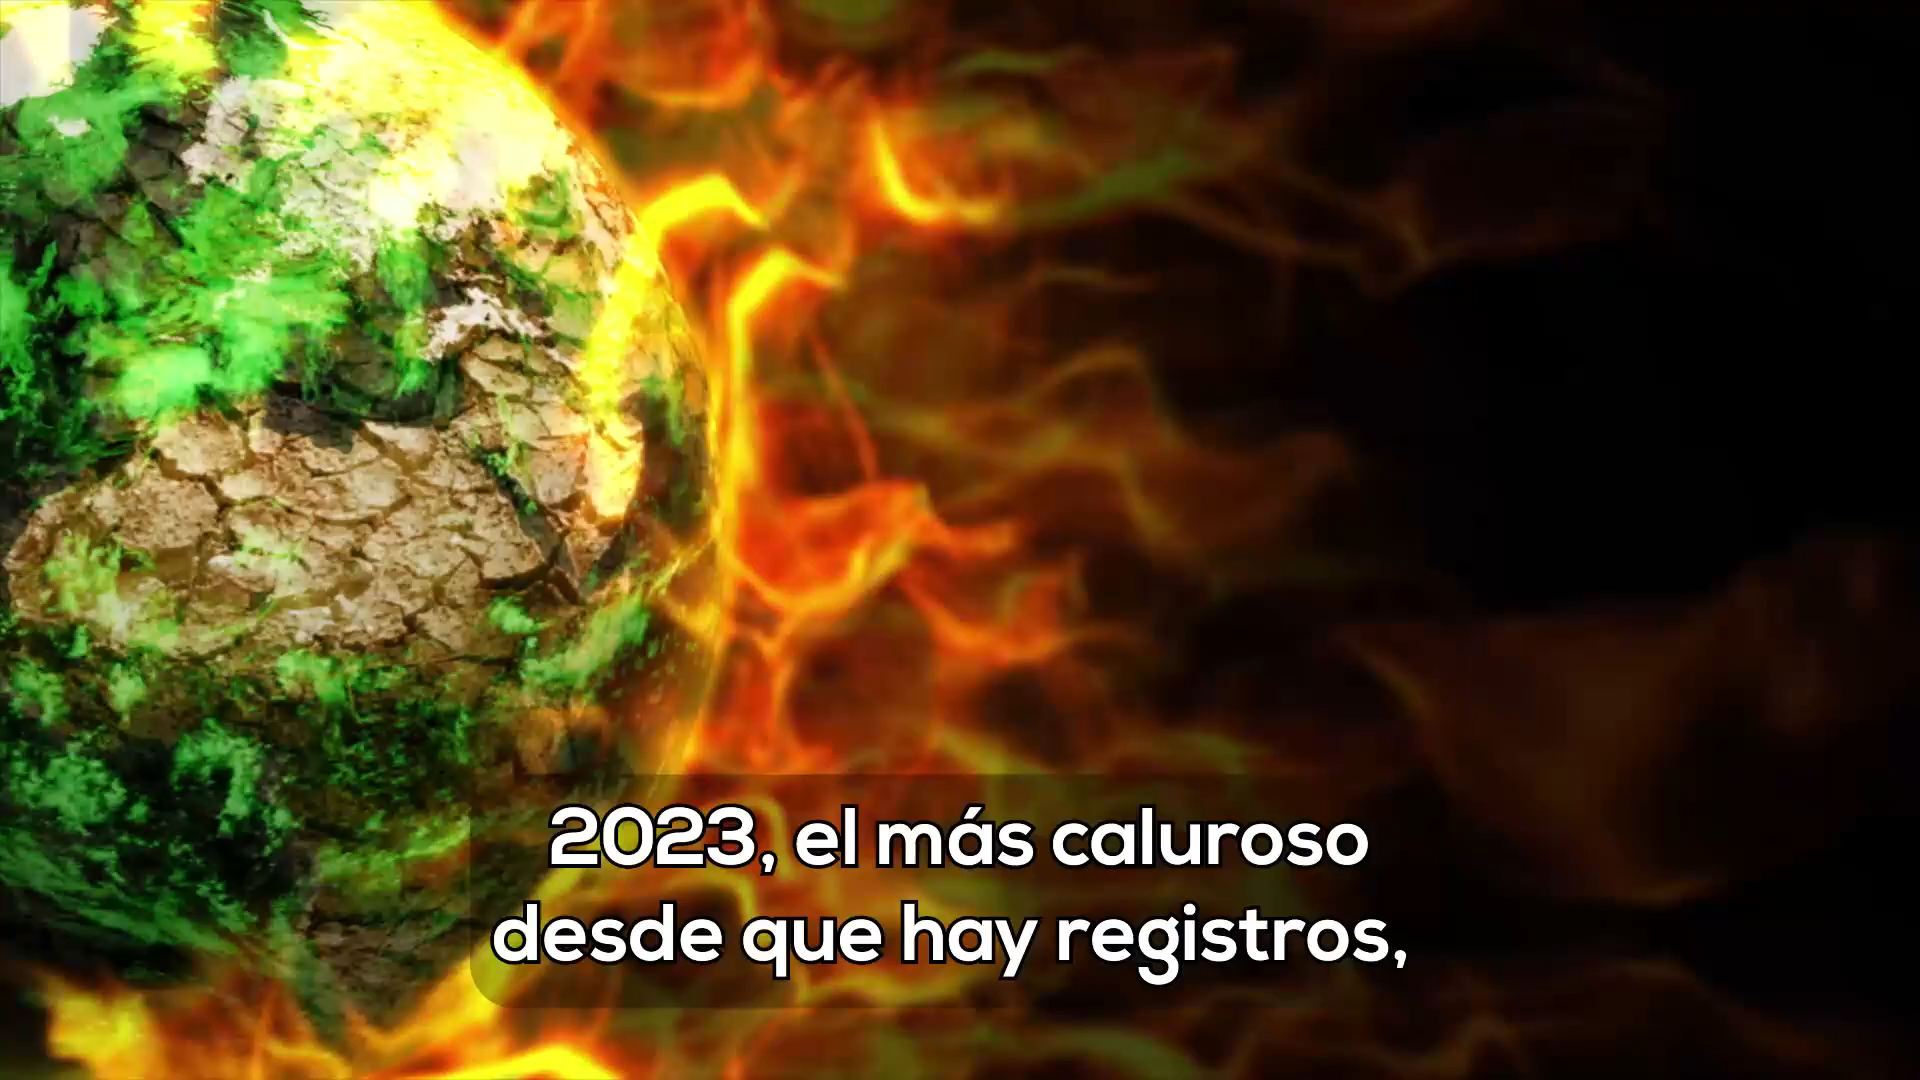 2023, el más caluroso
desde que hay registros,